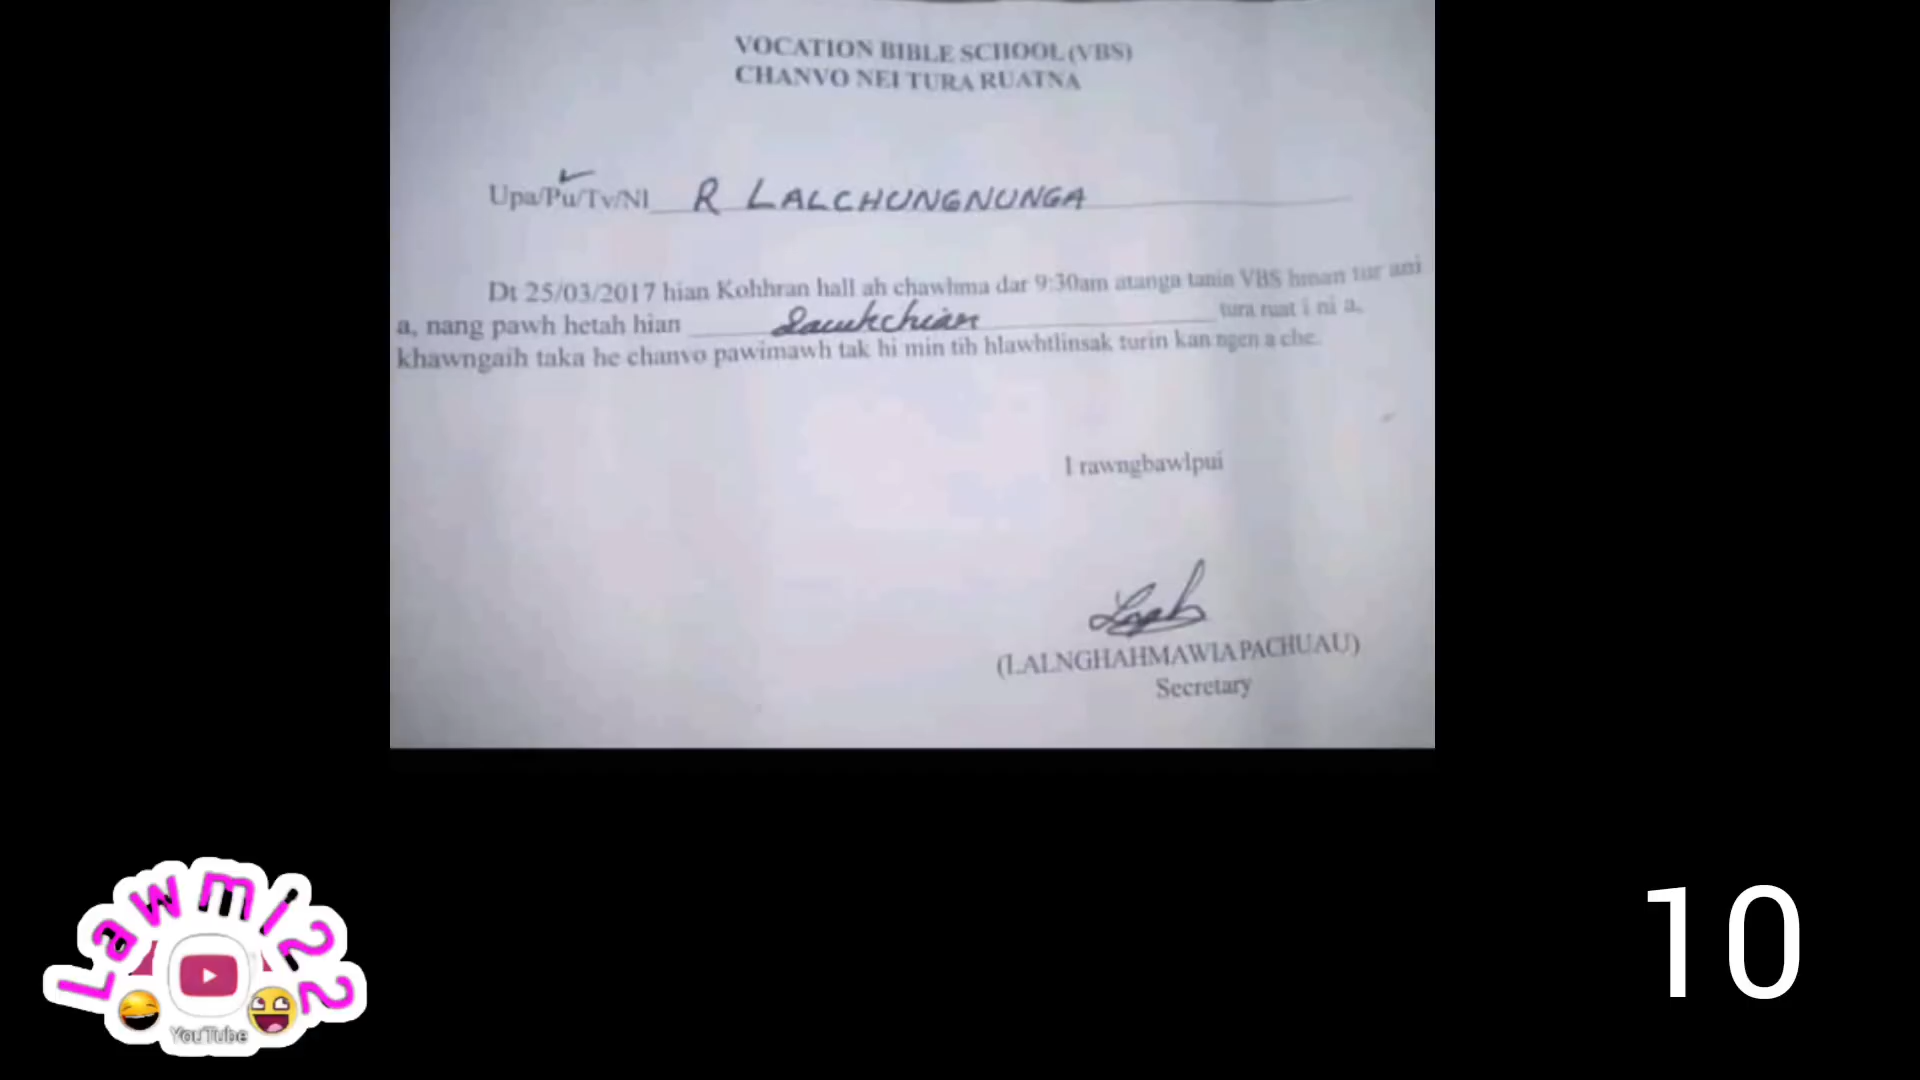 VOCATION BIBLE SCHOOL (VBS)
CHANVO NEI TURA RUATNA
Upa/Pu/Tv/Nl R LALCHUNGNUNGA
Dt 25/03/2017 hian Kohhran hall ah chawhma dar 9:30am atanga tanin VBS hman tur ani
a, nang pawh hetah hian tura ruat i ni a,
khawngaih taka he chanvo pawimawh tak hi min tih hlawhtlinsak turin kan ngen a che.
I rawngbawlpui
(LALNGHAHMAWIA PACHUAU)
Secretary
Lawmi22
YouTube
10